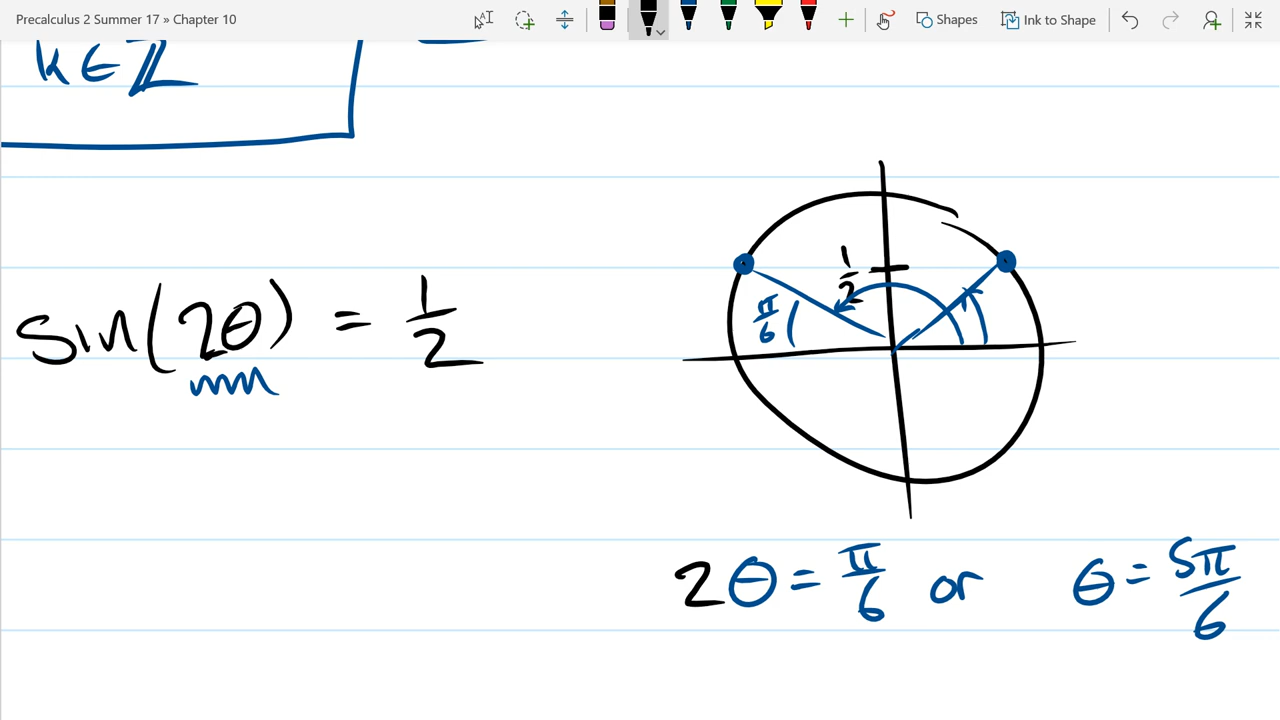 Precalculus 2 Summer 17 » Chapter 10
Shapes
Ink to Shape
k ∈ ℤ
sin(2θ) = 1/2
1/2
π/6
2θ = π/6 or θ = 5π/6